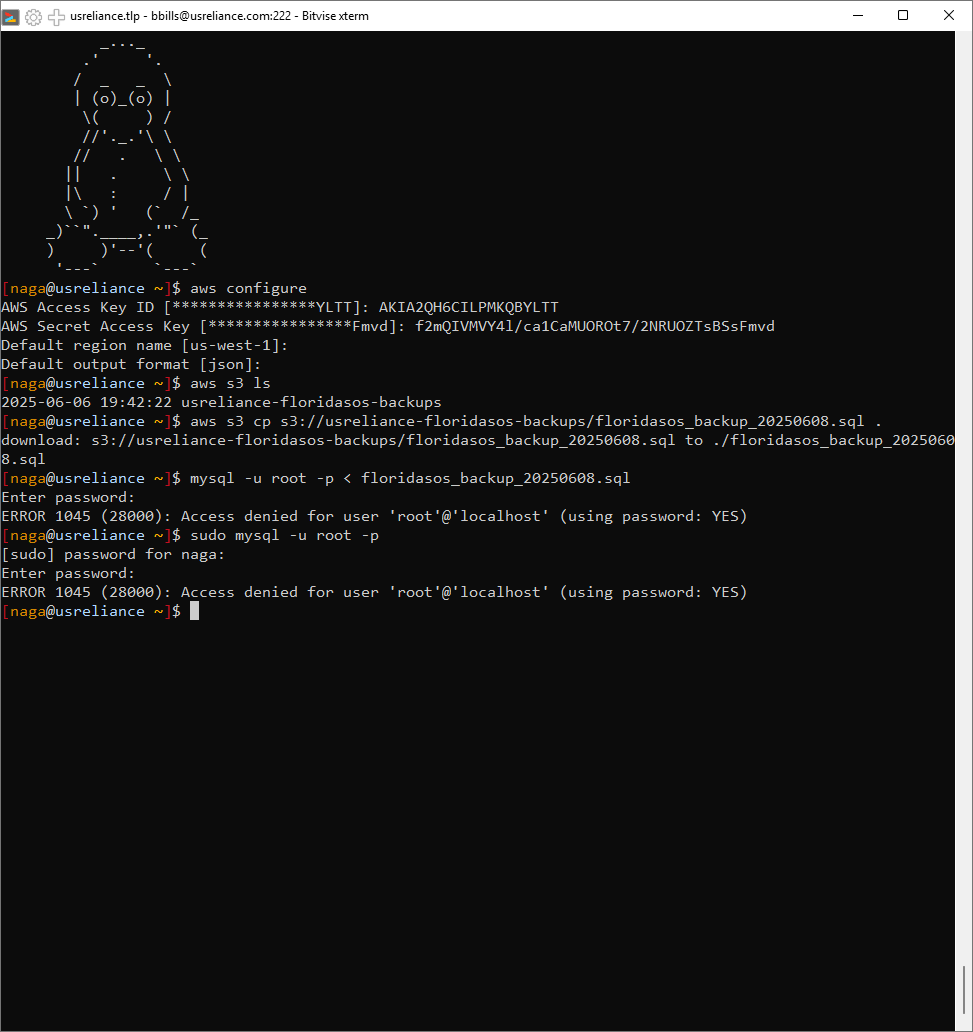 usreliance.tlp - bbills@usreliance.com:222 - Bitvise xterm
[naga@usreliance ~]$ aws configure
AWS Access Key ID [****************YLTT]: AKIA2QH6CILPMKQBYLTT
AWS Secret Access Key [****************Fmvd]: 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
Default region name [us-west-1]:
Default output format [json]:
[naga@usreliance ~]$ aws s3 ls
2025-06-06 19:42:22 usreliance-floridasos-backups
[naga@usreliance ~]$ aws s3 cp s3://usreliance-floridasos-backups/floridasos_backup_20250608.sql .
download: s3://usreliance-floridasos-backups/floridasos_backup_20250608.sql to ./floridasos_backup_2025060
8.sql
[naga@usreliance ~]$ mysql -u root -p < floridasos_backup_20250608.sql
Enter password:
ERROR 1045 (28000): Access denied for user 'root'@'localhost' (using password: YES)
[naga@usreliance ~]$ sudo mysql -u root -p
[sudo] password for naga:
Enter password:
ERROR 1045 (28000): Access denied for user 'root'@'localhost' (using password: YES)
[naga@usreliance ~]$